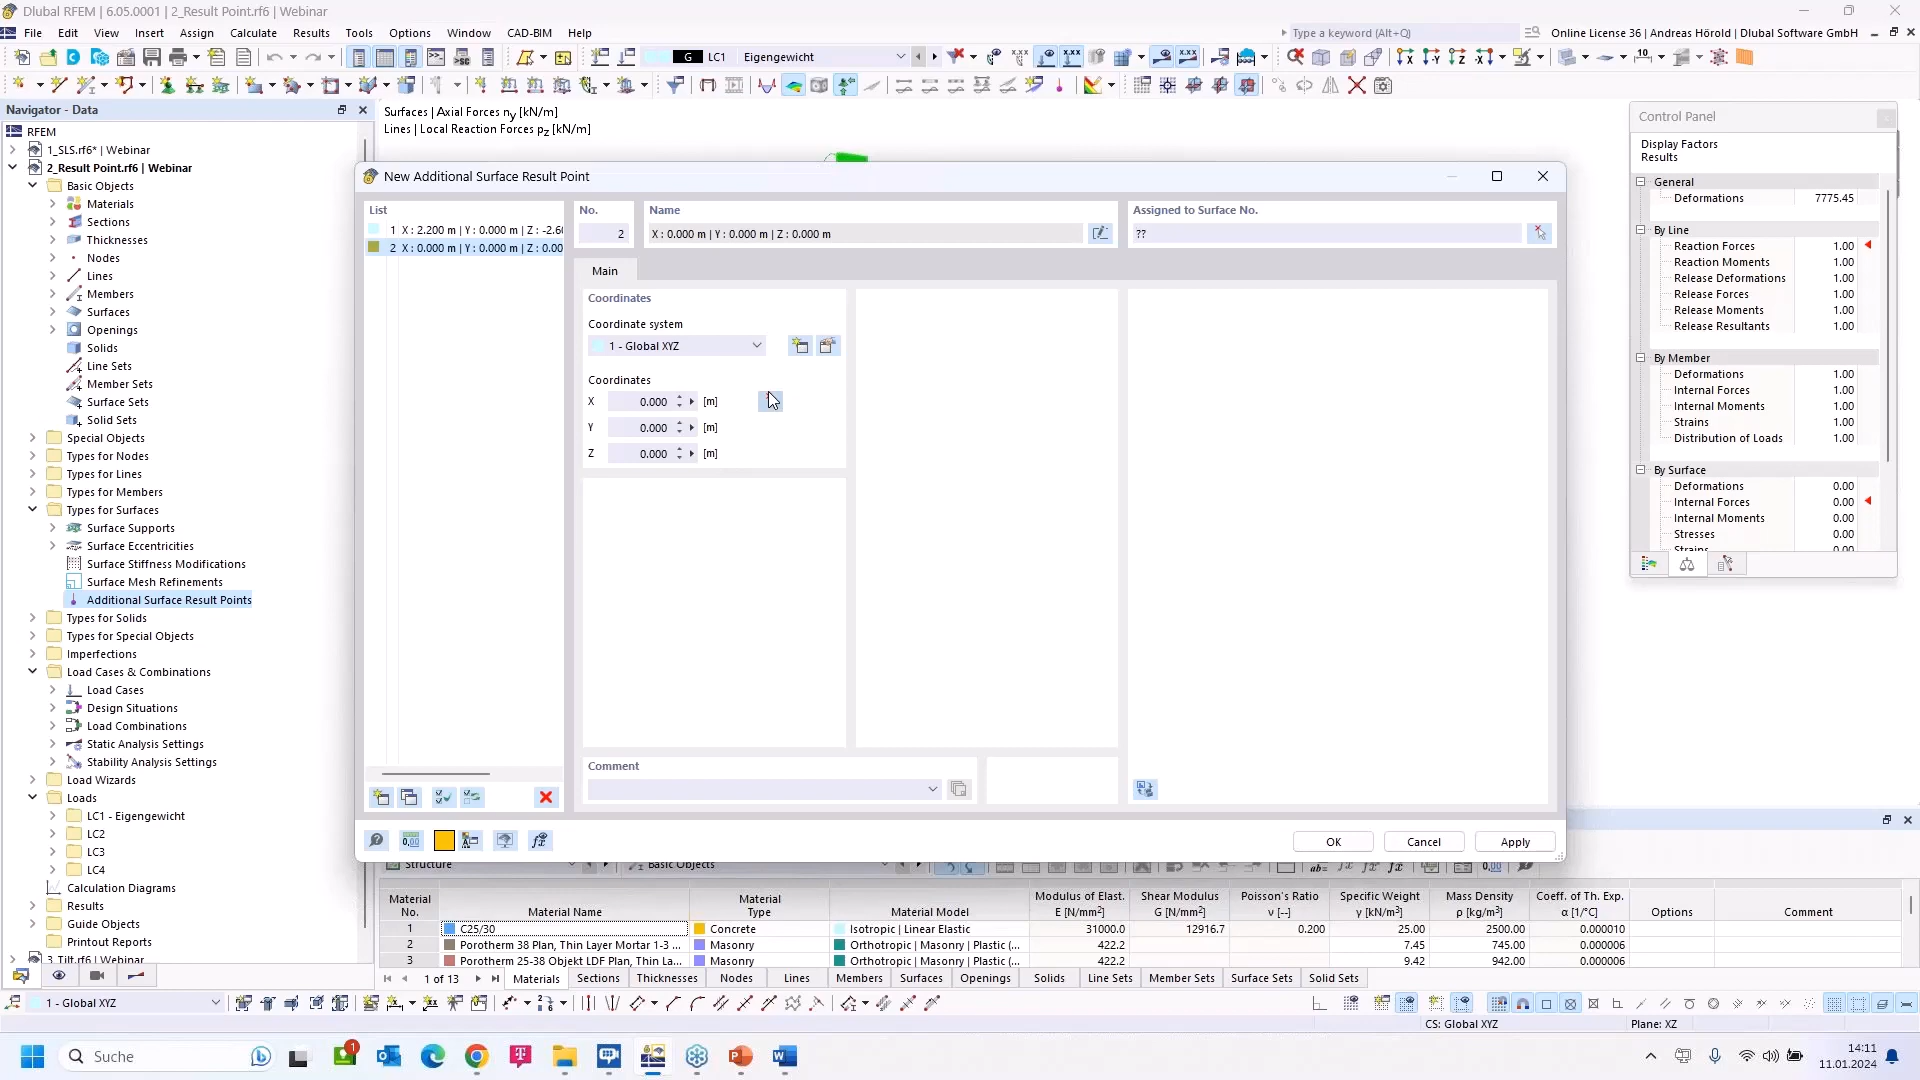 Dlubal RFEM | 6.05.0001 | 2_Result Point.rf6 | Webinar
File Edit View Insert Assign Calculate Results Tools Options Window CAD-BIM Help
Type a keyword (Alt+Q)
Online License 36 | Andreas Hörold | Dlubal Software GmbH
G LC1 Eigengewicht
Navigator - Data
RFEM
1_SLS.rf6* | Webinar
2_Result Point.rf6 | Webinar
Basic Objects
Materials
Sections
Thicknesses
Nodes
Lines
Members
Surfaces
Openings
Solids
Line Sets
Member Sets
Surface Sets
Solid Sets
Special Objects
Types for Nodes
Types for Lines
Types for Members
Types for Surfaces
Surface Supports
Surface Eccentricities
Surface Stiffness Modifications
Surface Mesh Refinements
Additional Surface Result Points
Types for Solids
Types for Special Objects
Imperfections
Load Cases & Combinations
Load Cases
Design Situations
Load Combinations
Static Analysis Settings
Stability Analysis Settings
Load Wizards
Loads
LC1 - Eigengewicht
LC2
LC3
LC4
Calculation Diagrams
Results
Guide Objects
Printout Reports
3_Tilt.rf6 | Webinar
Surfaces | Axial Forces ny [kN/m]
Lines | Local Reaction Forces pz [kN/m]
New Additional Surface Result Point
List
1 X : 2.200 m | Y : 0.000 m | Z : -2.60
2 X : 0.000 m | Y : 0.000 m | Z : 0.00
No.
2
Name
X : 0.000 m | Y : 0.000 m | Z : 0.000 m
Assigned to Surface No.
??
Main
Coordinates
Coordinate system
1 - Global XYZ
Coordinates
X 0.000 [m]
Y 0.000 [m]
Z 0.000 [m]
Comment
OK Cancel Apply
Control Panel
Display Factors
Results
General
Deformations 7775.45
By Line
Reaction Forces 1.00
Reaction Moments 1.00
Release Deformations 1.00
Release Forces 1.00
Release Moments 1.00
Release Resultants 1.00
By Member
Deformations 1.00
Internal Forces 1.00
Internal Moments 1.00
Strains 1.00
Distribution of Loads 1.00
By Surface
Deformations 0.00
Internal Forces 0.00
Internal Moments 0.00
Stresses 0.00
Strains 0.00
Structure Basic Objects
Material No. Material Name Material Type Material Model Modulus of Elast. E [N/mm2] Shear Modulus G [N/mm2] Poisson's Ratio ν [--] Specific Weight γ [kN/m3] Mass Density ρ [kg/m3] Coeff. of Th. Exp. α [1/°C] Options Comment
1 C25/30 Concrete Isotropic | Linear Elastic 31000.0 12916.7 0.200 25.00 2500.00 0.000010
2 Porotherm 38 Plan, Thin Layer Mortar 1-3 ... Masonry Orthotropic | Masonry | Plastic (... 422.2 7.45 745.00 0.000006
3 Porotherm 25-38 Objekt LDF Plan, Thin La... Masonry Orthotropic | Masonry | Plastic (... 422.2 9.42 942.00 0.000006
1 of 13 Materials Sections Thicknesses Nodes Lines Members Surfaces Openings Solids Line Sets Member Sets Surface Sets Solid Sets
1 - Global XYZ
CS: Global XYZ Plane: XZ
Suche
1
14:11
11.01.2024